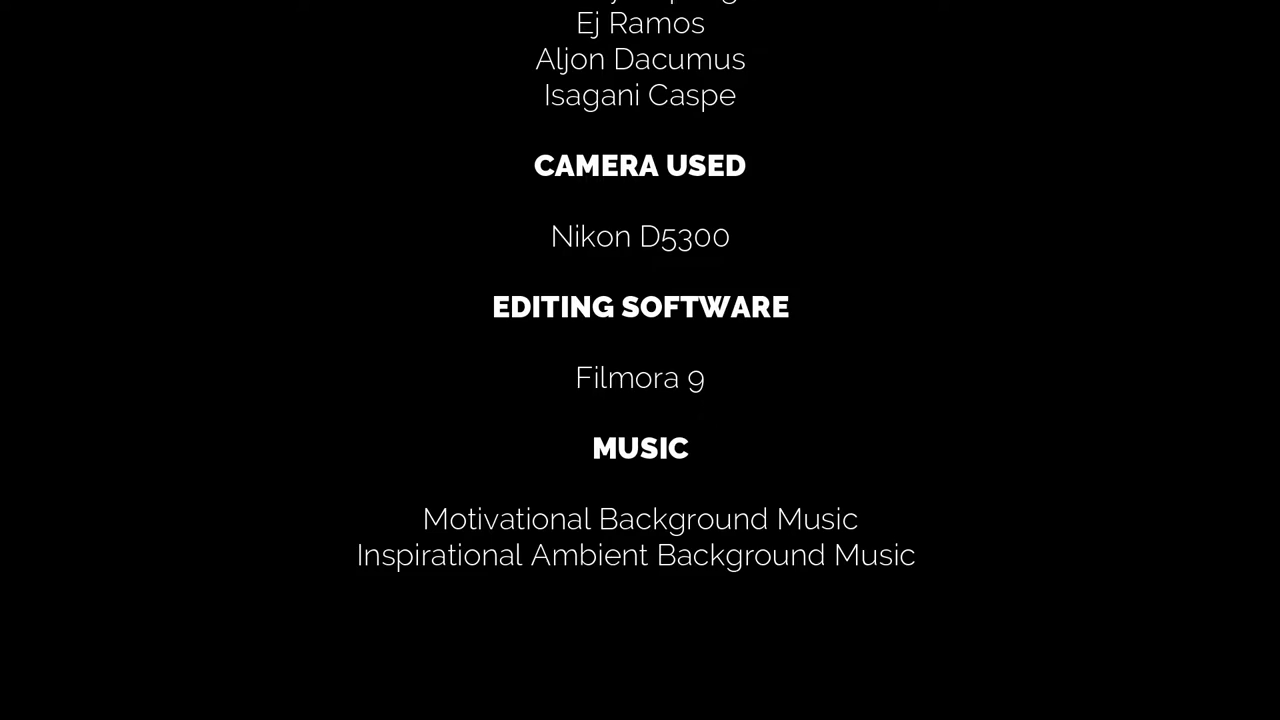 Ej Ramos
Aljon Dacumus
Isagani Caspe
CAMERA USED
Nikon D5300
EDITING SOFTWARE
Filmora 9
MUSIC
Motivational Background Music
Inspirational Ambient Background Music